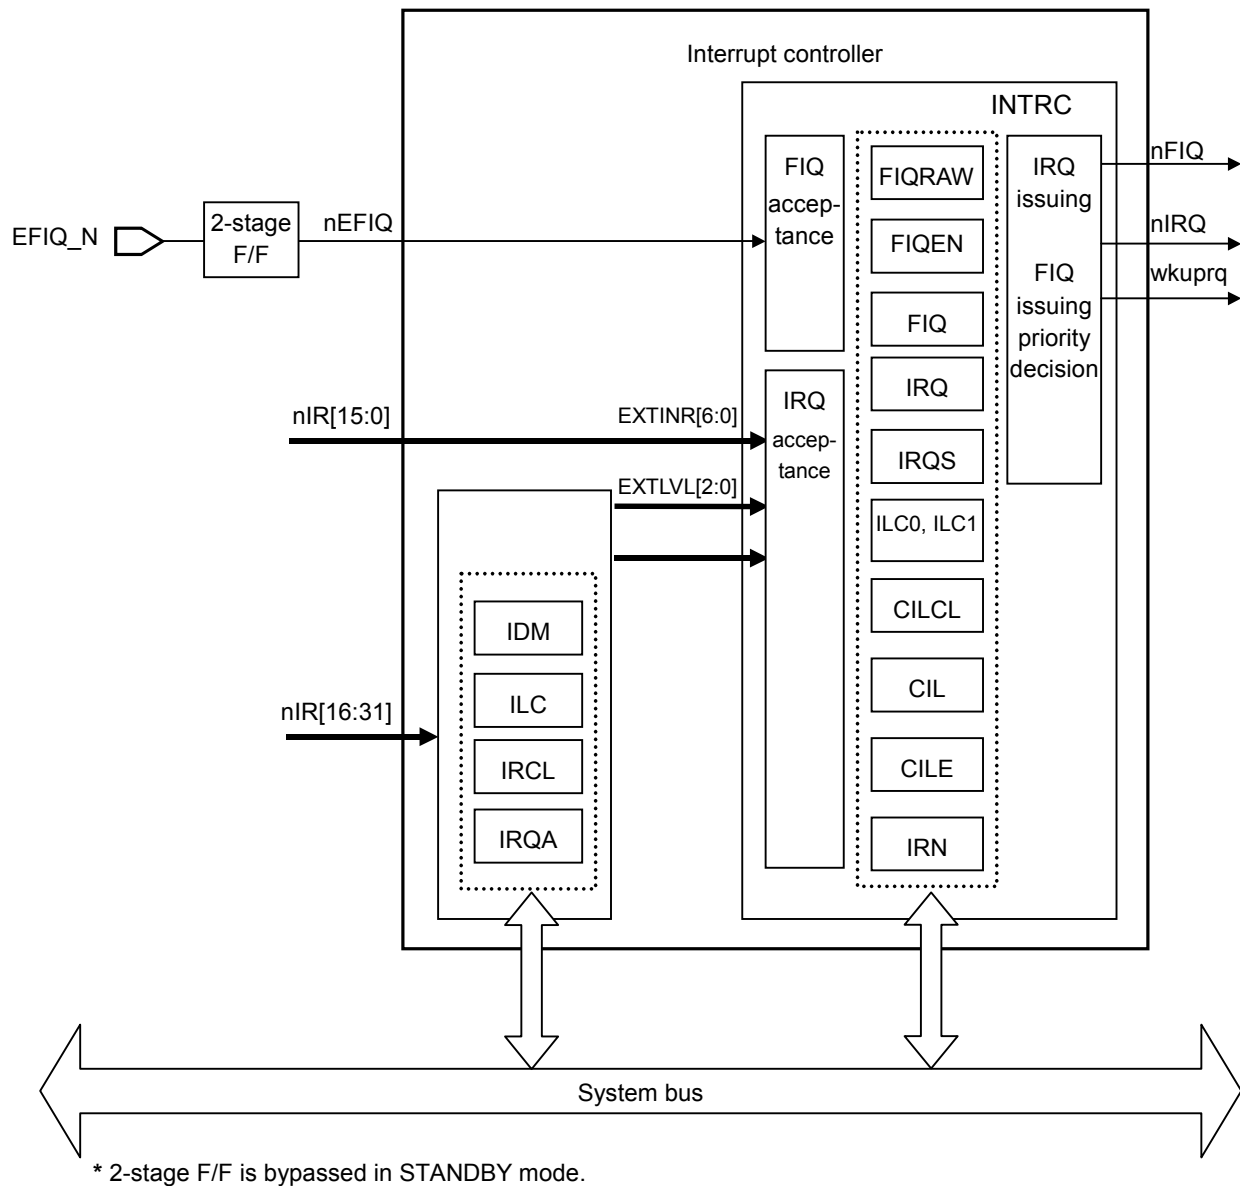 Interrupt controller
INTRC
FIQ
accep-
tance
FIQRAW
FIQEN
FIQ
IRQ
IRQS
ILC0, ILC1
CILCL
CIL
CILE
IRN
IRQ
issuing
FIQ
issuing
priority
decision
nFIQ
nIRQ
wkuprq
EFIQ_N
2-stage
F/F
nEFIQ
IRQ
accep-
tance
nIR[15:0]
EXTINR[6:0]
EXTLVL[2:0]
IDM
ILC
IRCL
IRQA
nIR[16:31]
System bus
* 2-stage F/F is bypassed in STANDBY mode.